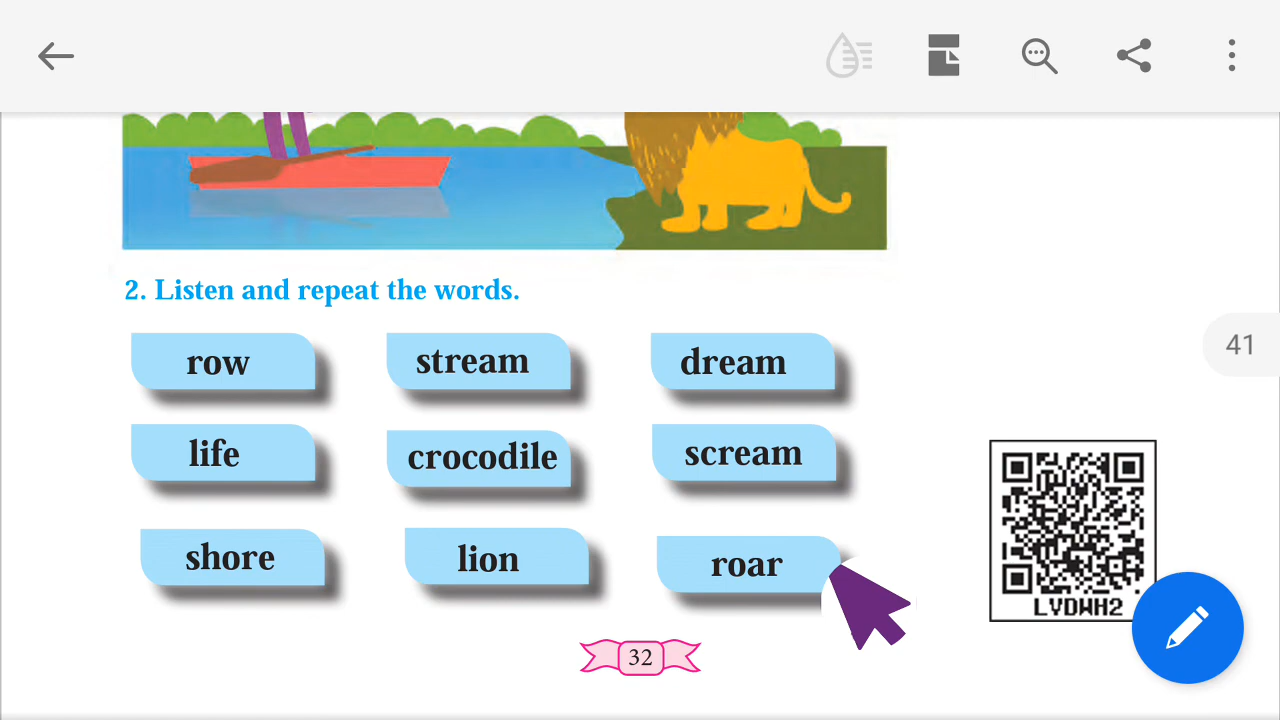 2. Listen and repeat the words.
row stream dream
life crocodile scream
shore lion roar
41
LVDWH2
32